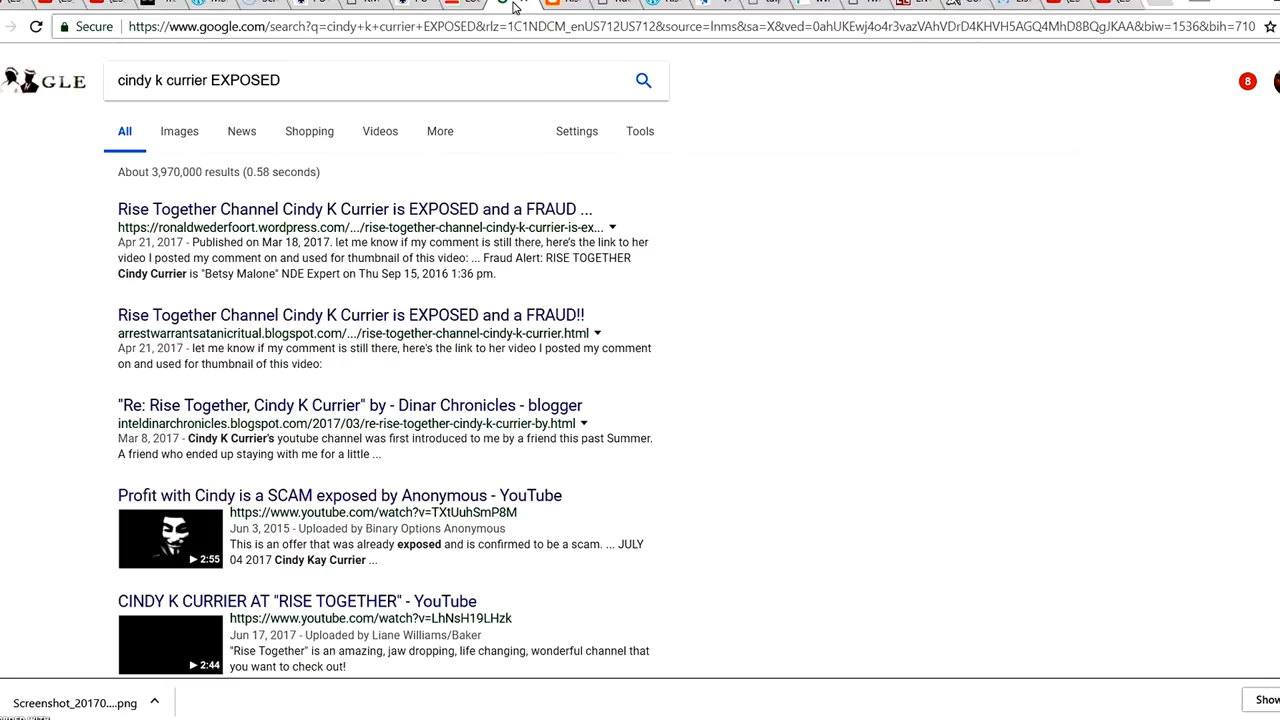 Secure https://www.google.com/search?q=cindy+k+currier+EXPOSED&rlz=1C1NDCM_enUS712US712&source=lnms&sa=X&ved=0ahUKEwj4o4r3vazVAhVDrD4KHVH5AGQ4MhD8BQgJKAA&biw=1536&bih=710
GLE
cindy k currier EXPOSED
8
All Images News Shopping Videos More Settings Tools
About 3,970,000 results (0.58 seconds)
Rise Together Channel Cindy K Currier is EXPOSED and a FRAUD ...
https://ronaldwederfoort.wordpress.com/.../rise-together-channel-cindy-k-currier-is-ex...
Apr 21, 2017 - Published on Mar 18, 2017. let me know if my comment is still there, here's the link to her
video I posted my comment on and used for thumbnail of this video: ... Fraud Alert: RISE TOGETHER
Cindy Currier is "Betsy Malone" NDE Expert on Thu Sep 15, 2016 1:36 pm.
Rise Together Channel Cindy K Currier is EXPOSED and a FRAUD!!
arrestwarrantsatanicritual.blogspot.com/.../rise-together-channel-cindy-k-currier.html
Apr 21, 2017 - let me know if my comment is still there, here's the link to her video I posted my comment
on and used for thumbnail of this video:
"Re: Rise Together, Cindy K Currier" by - Dinar Chronicles - blogger
inteldinarchronicles.blogspot.com/2017/03/re-rise-together-cindy-k-currier-by.html
Mar 8, 2017 - Cindy K Currier's youtube channel was first introduced to me by a friend this past Summer.
A friend who ended up staying with me for a little ...
Profit with Cindy is a SCAM exposed by Anonymous - YouTube
https://www.youtube.com/watch?v=TXtUuhSmP8M
Jun 3, 2015 - Uploaded by Binary Options Anonymous
This is an offer that was already exposed and is confirmed to be a scam. ... JULY
04 2017 Cindy Kay Currier ...
2:55
CINDY K CURRIER AT "RISE TOGETHER" - YouTube
https://www.youtube.com/watch?v=LhNsH19LHzk
Jun 17, 2017 - Uploaded by Liane Williams/Baker
"Rise Together" is an amazing, jaw dropping, life changing, wonderful channel that
you want to check out!
2:44
Screenshot_20170....png
Show